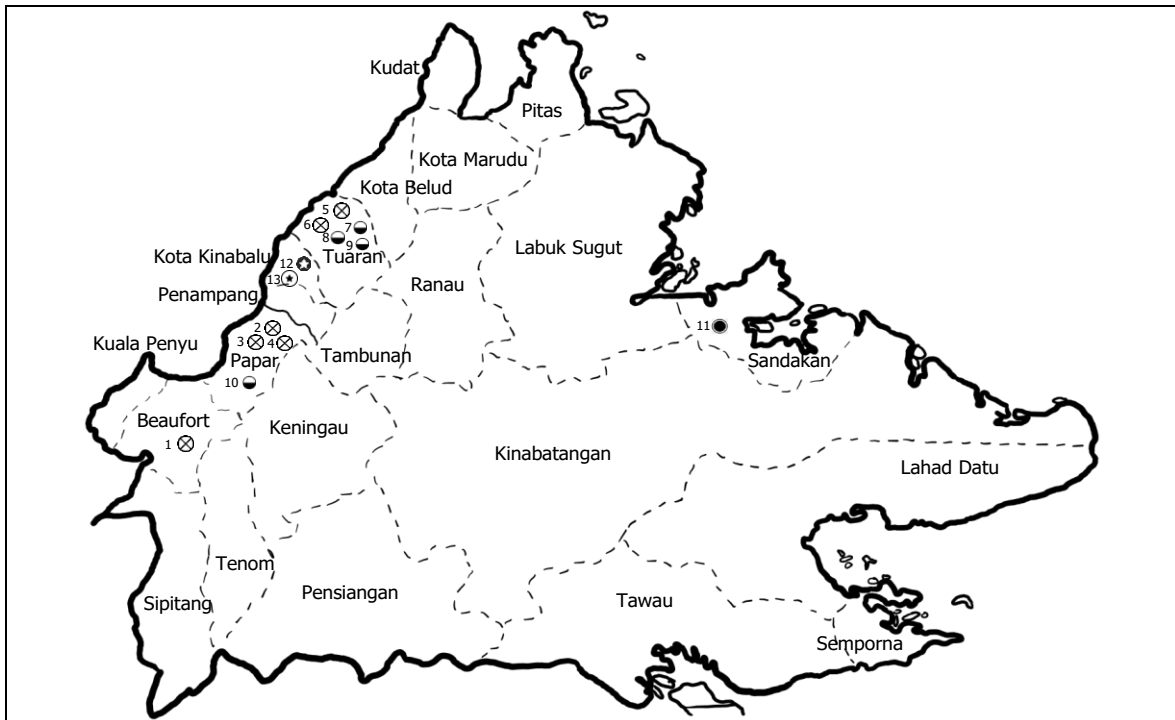 Kudat
Pitas
Kota Marudu
Kota Belud
5
6
7
8
9
Tuaran
Labuk Sugut
Kota Kinabalu
12
13
Ranau
Penampang
2
3
4
11
Kuala Penyu
Papar
Tambunan
Sandakan
10
Beaufort
Keningau
1
Kinabatangan
Lahad Datu
Tenom
Pensiangan
Sipitang
Tawau
Semporna